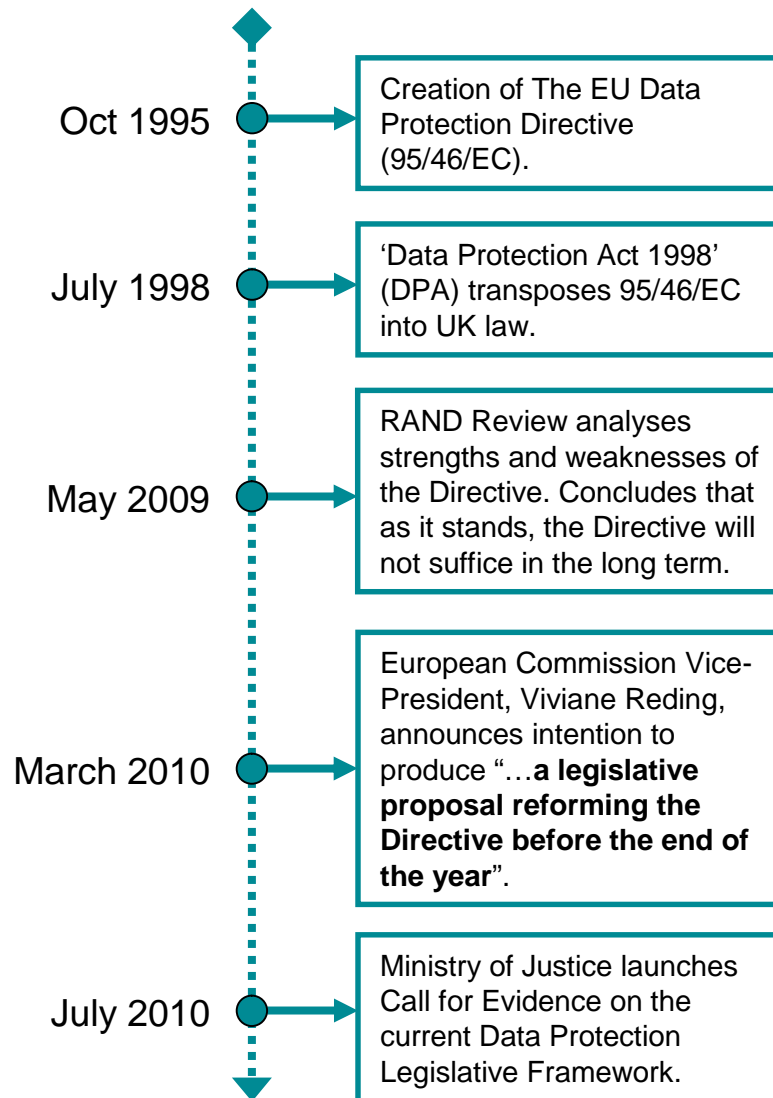 Oct 1995
Creation of The EU Data
Protection Directive
(95/46/EC).
July 1998
‘Data Protection Act 1998’
(DPA) transposes 95/46/EC
into UK law.
May 2009
RAND Review analyses
strengths and weaknesses of
the Directive. Concludes that
as it stands, the Directive will
not suffice in the long term.
March 2010
European Commission Vice-
President, Viviane Reding,
announces intention to
produce “…a legislative
proposal reforming the
Directive before the end of
the year”.
July 2010
Ministry of Justice launches
Call for Evidence on the
current Data Protection
Legislative Framework.